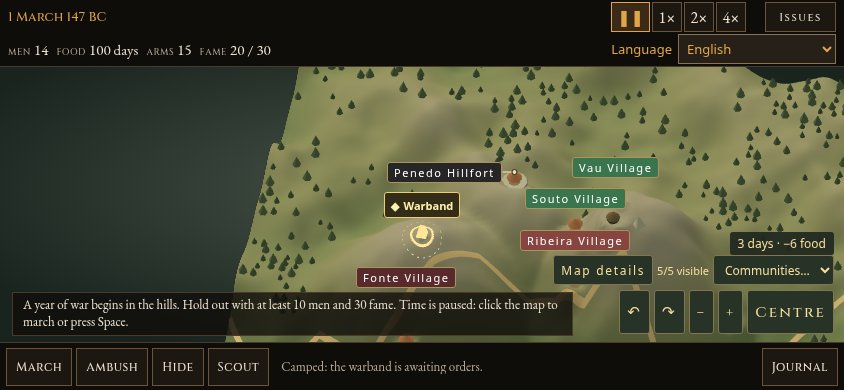 1 March 147 BC
❚❚ 1× 2× 4× Issues
MEN 14 FOOD 100 days ARMS 15 FAME 20 / 30
Language English
Penedo Hillfort
Vau Village
◆ Warband
Souto Village
Ribeira Village
3 days · −6 food
Fonte Village
Map details 5/5 visible Communities...
A year of war begins in the hills. Hold out with at least 10 men and 30 fame. Time is paused: click the map to
march or press Space.
↶ ↷ − + Centre
March Ambush Hide Scout Camped: the warband is awaiting orders. Journal